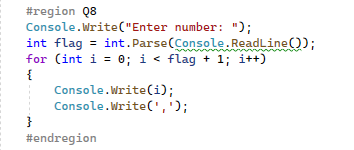 #region Q8
Console.Write("Enter number: ");
int flag = int.Parse(Console.ReadLine());
for (int i = 0; i < flag + 1; i++)
{
    Console.Write(i);
    Console.Write(',');
}
#endregion